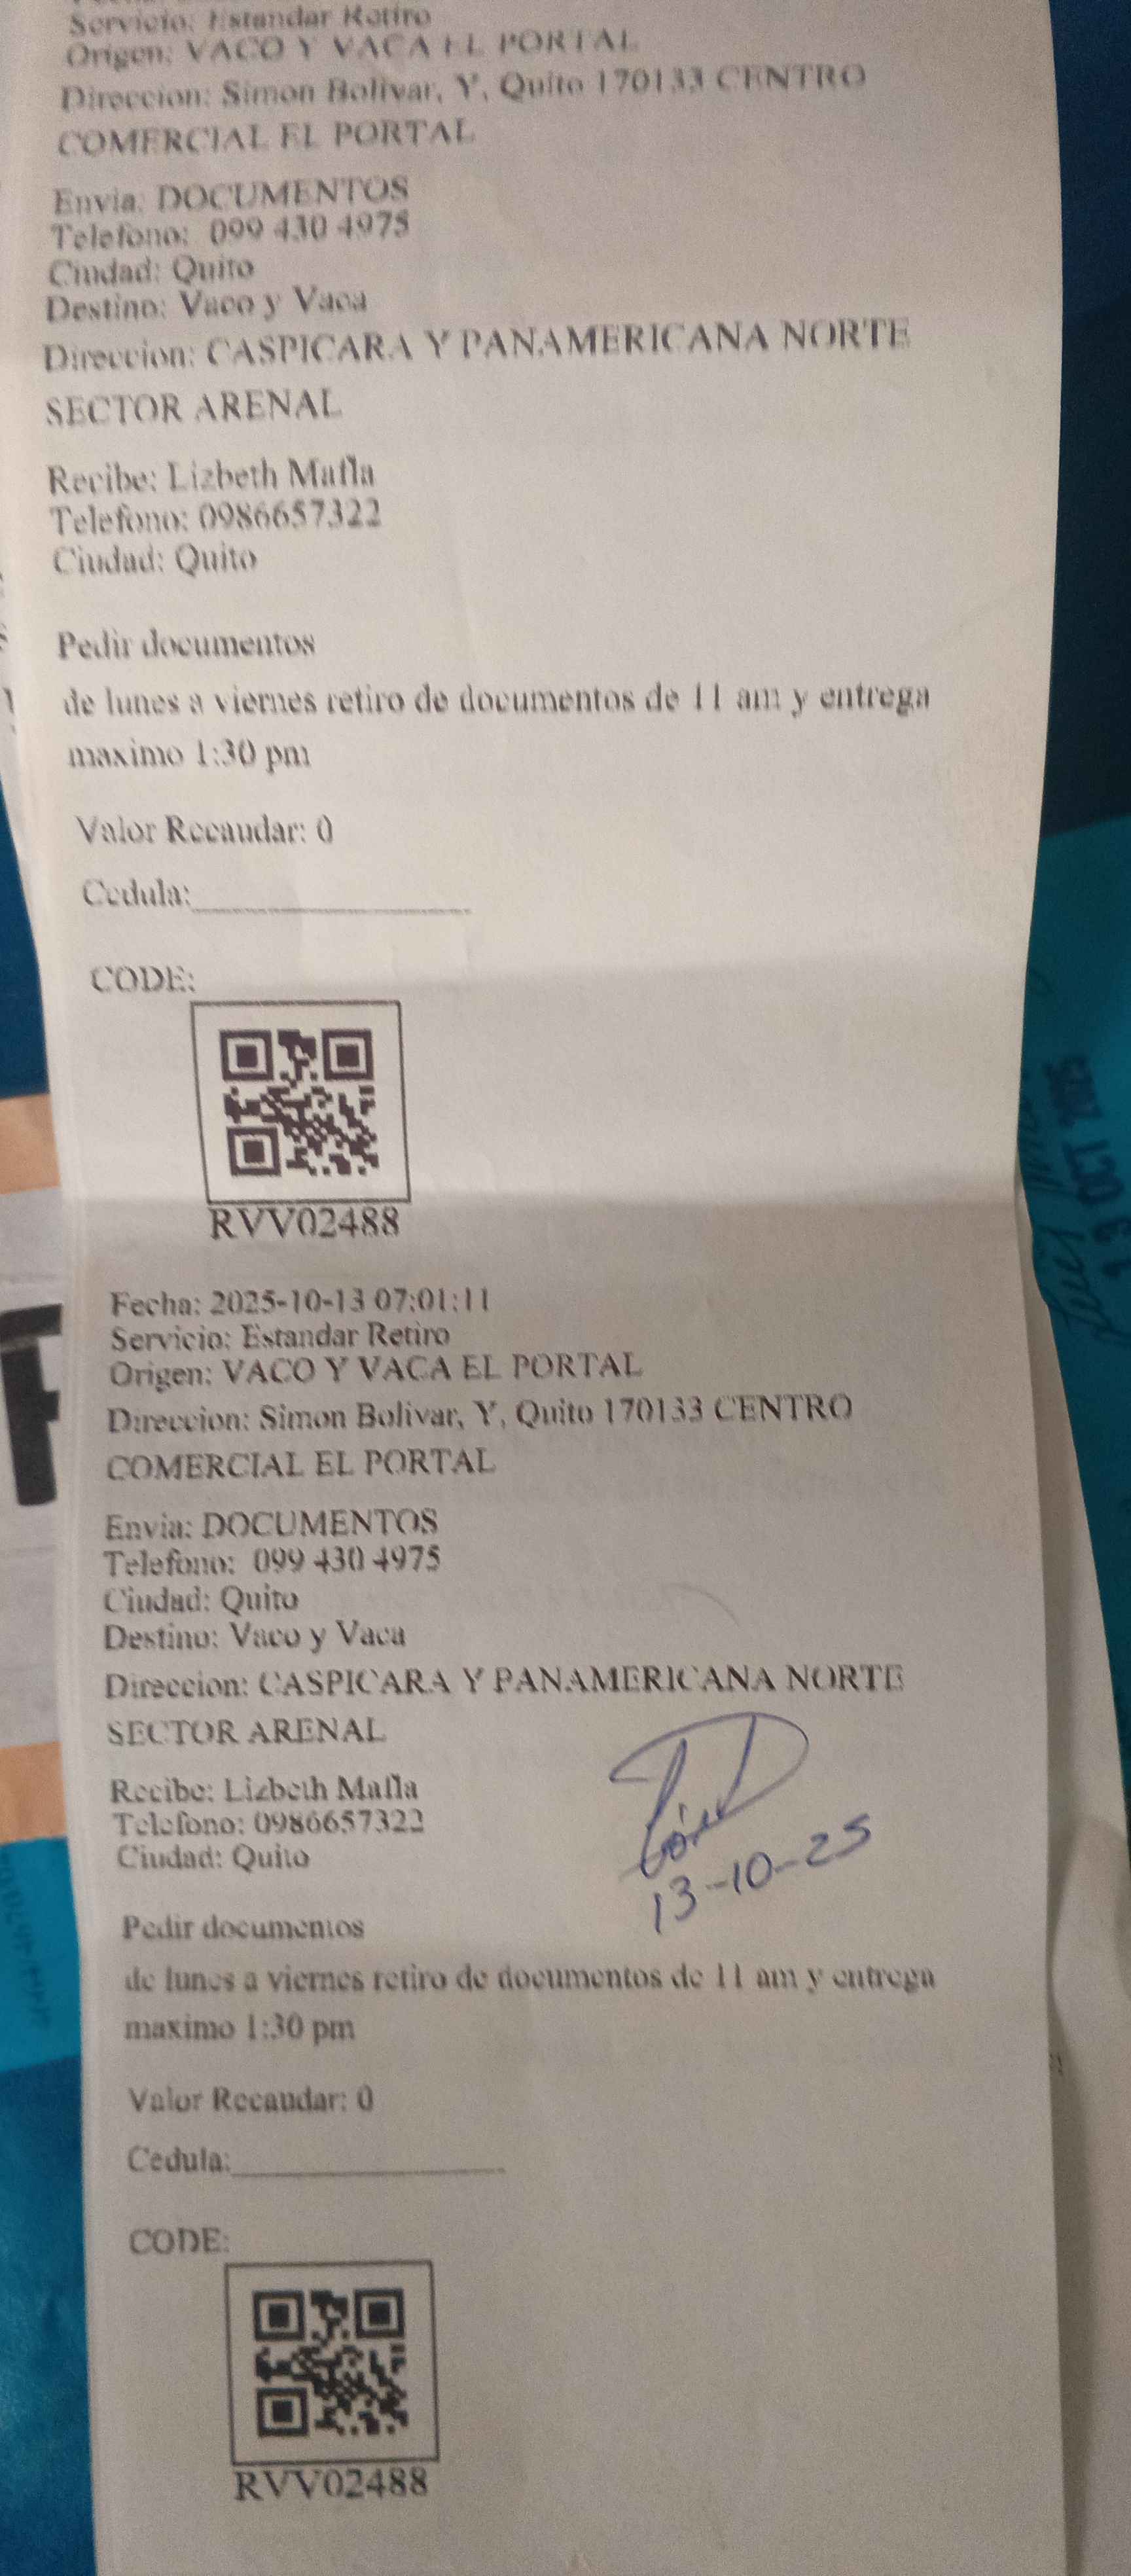 Servicio: Estandar Retiro
Origen: VACO Y VACA EL PORTAL
Direccion: Simon Bolivar, Y, Quito 170133 CENTRO
COMERCIAL EL PORTAL
Envia: DOCUMENTOS
Telefono: 099 430 4975
Ciudad: Quito
Destino: Vaco y Vaca
Direccion: CASPICARA Y PANAMERICANA NORTE
SECTOR ARENAL
Recibe: Lizbeth Mafla
Telefono: 0986657322
Ciudad: Quito
Pedir documentos
de lunes a viernes retiro de documentos de 11 am y entrega
maximo 1:30 pm
Valor Recaudar: 0
Cedula:
CODE:
RVV02488
Fecha: 2025-10-13 07:01:11
Servicio: Estandar Retiro
Origen: VACO Y VACA EL PORTAL
Direccion: Simon Bolivar, Y, Quito 170133 CENTRO
COMERCIAL EL PORTAL
Envia: DOCUMENTOS
Telefono: 099 430 4975
Ciudad: Quito
Destino: Vaco y Vaca
Direccion: CASPICARA Y PANAMERICANA NORTE
SECTOR ARENAL
Recibe: Lizbeth Mafla
Telefono: 0986657322
Ciudad: Quito
13-10-25
Pedir documentos
de lunes a viernes retiro de documentos de 11 am y entrega
maximo 1:30 pm
Valor Recaudar: 0
Cedula:
CODE:
RVV02488
13 OCT 2025